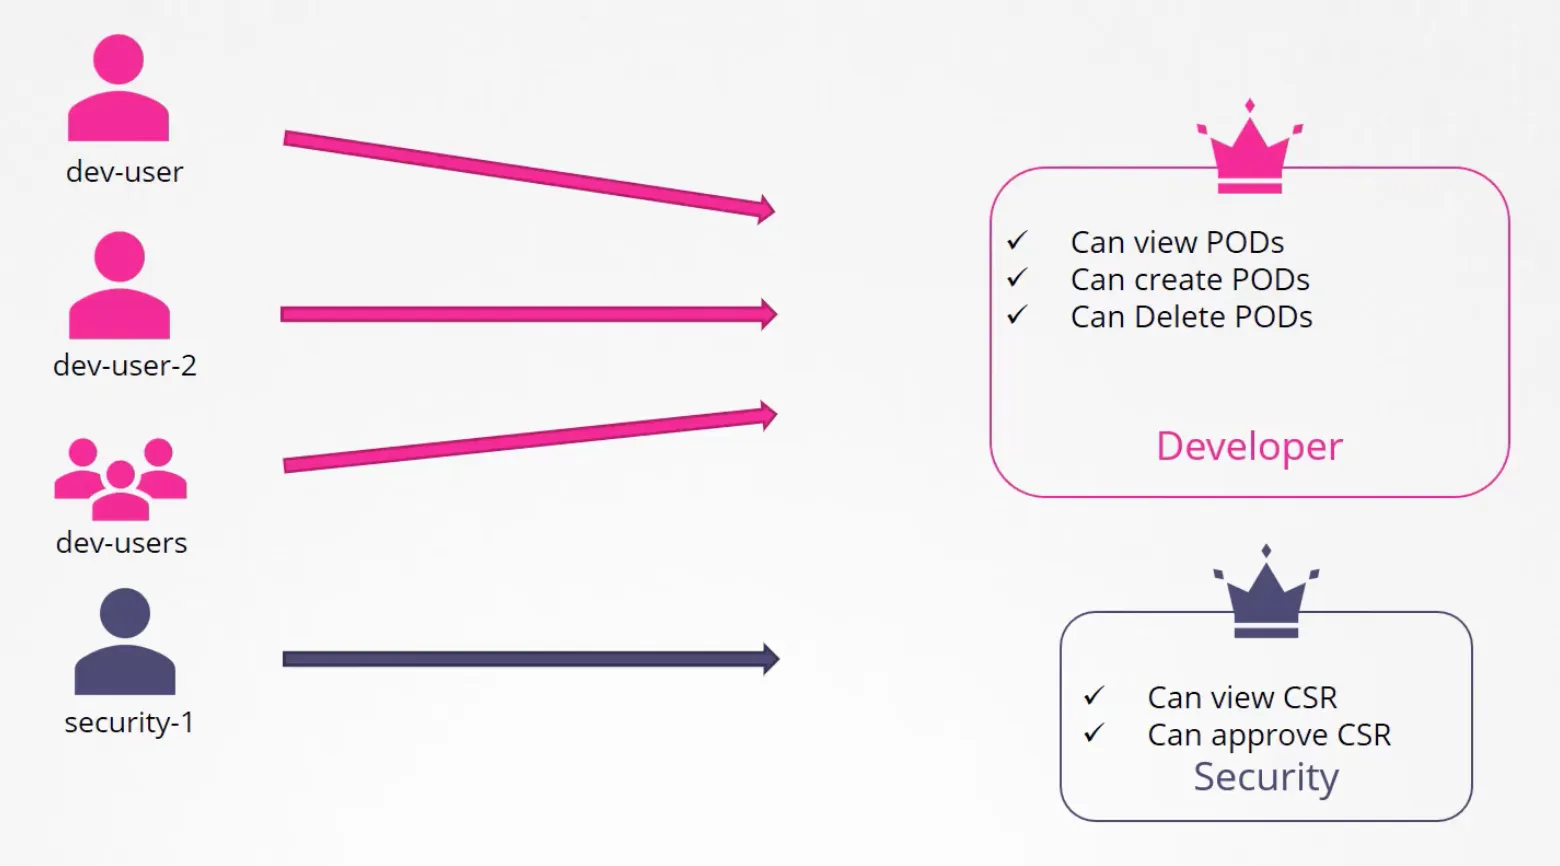 dev-user
dev-user-2
dev-users
security-1
✓ Can view PODs
✓ Can create PODs
✓ Can Delete PODs
Developer
✓ Can view CSR
✓ Can approve CSR
Security